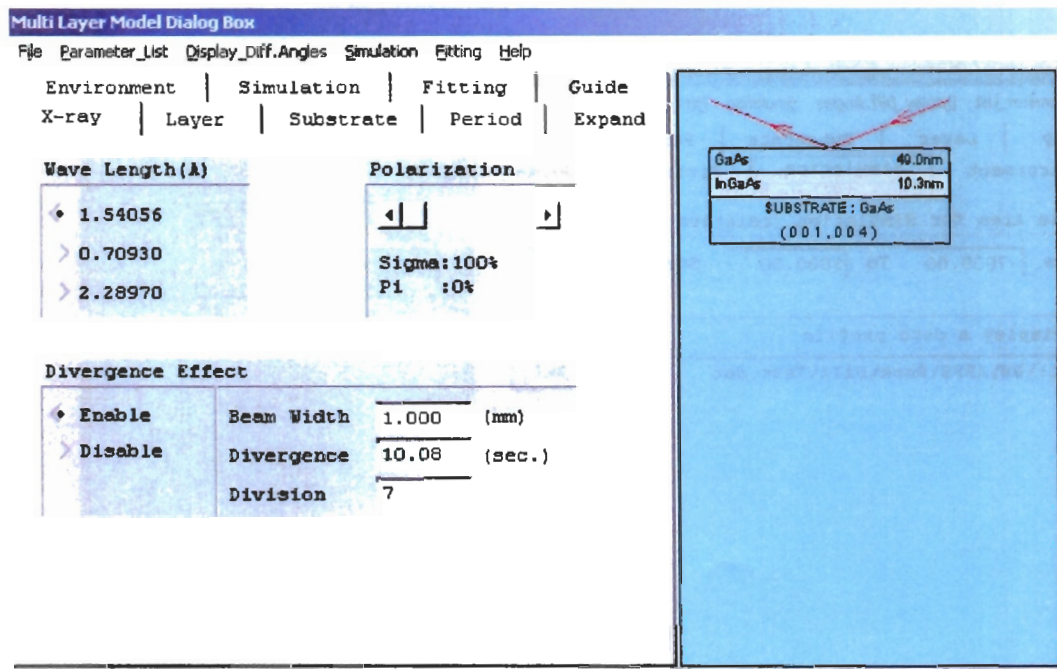 Multi Layer Model Dialog Box
File Parameter_List Display_Diff.Angles Simulation Fitting Help
Environment | Simulation | Fitting | Guide
X-ray | Layer | Substrate | Period | Expand
Wave Length(Å)
1.54056
0.70930
2.28970
Polarization
Sigma:100%
Pi :0%
Divergence Effect
Enable
Disable
Beam Width 1.000 (mm)
Divergence 10.08 (sec.)
Division 7
GaAs 49.0nm
InGaAs 10.3nm
SUBSTRATE : GaAs
(001,004)